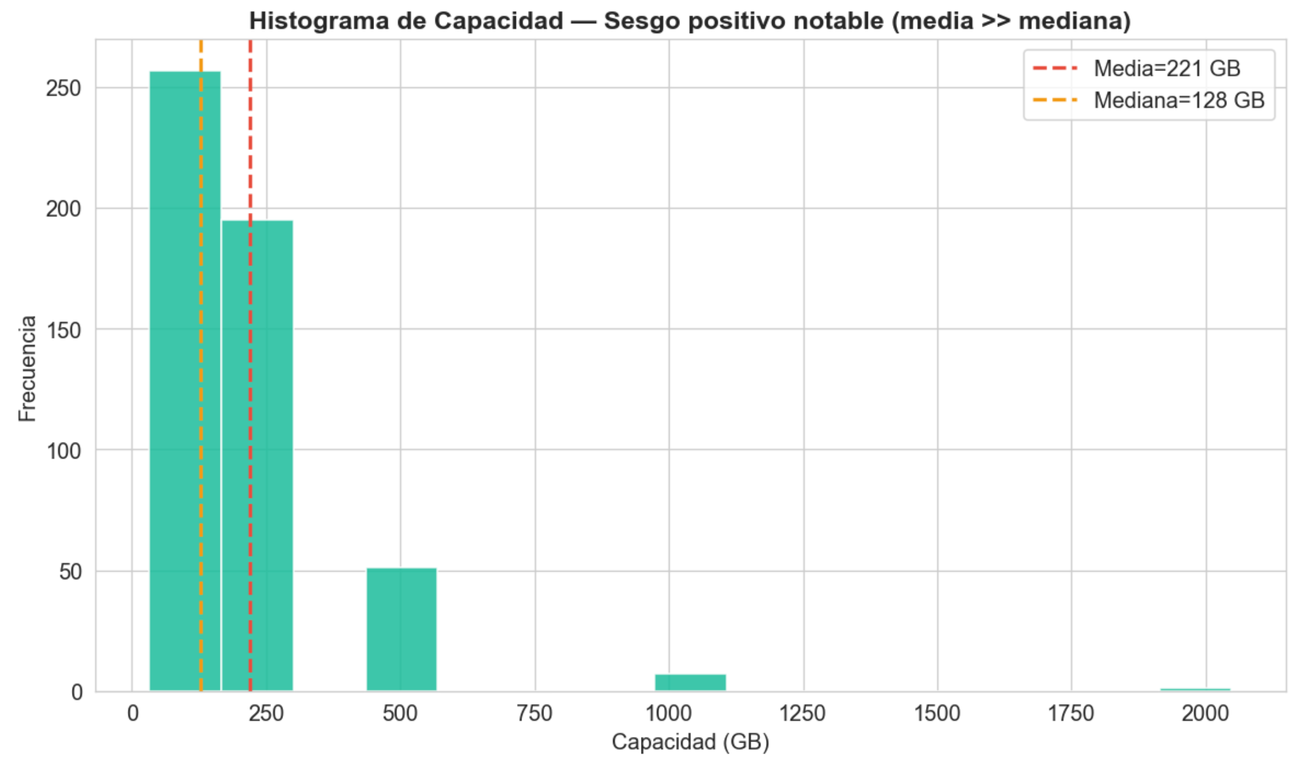 Histograma de Capacidad — Sesgo positivo notable (media >> mediana)
Media=221 GB
Mediana=128 GB
Frecuencia
250
200
150
100
50
0
0 250 500 750 1000 1250 1500 1750 2000
Capacidad (GB)